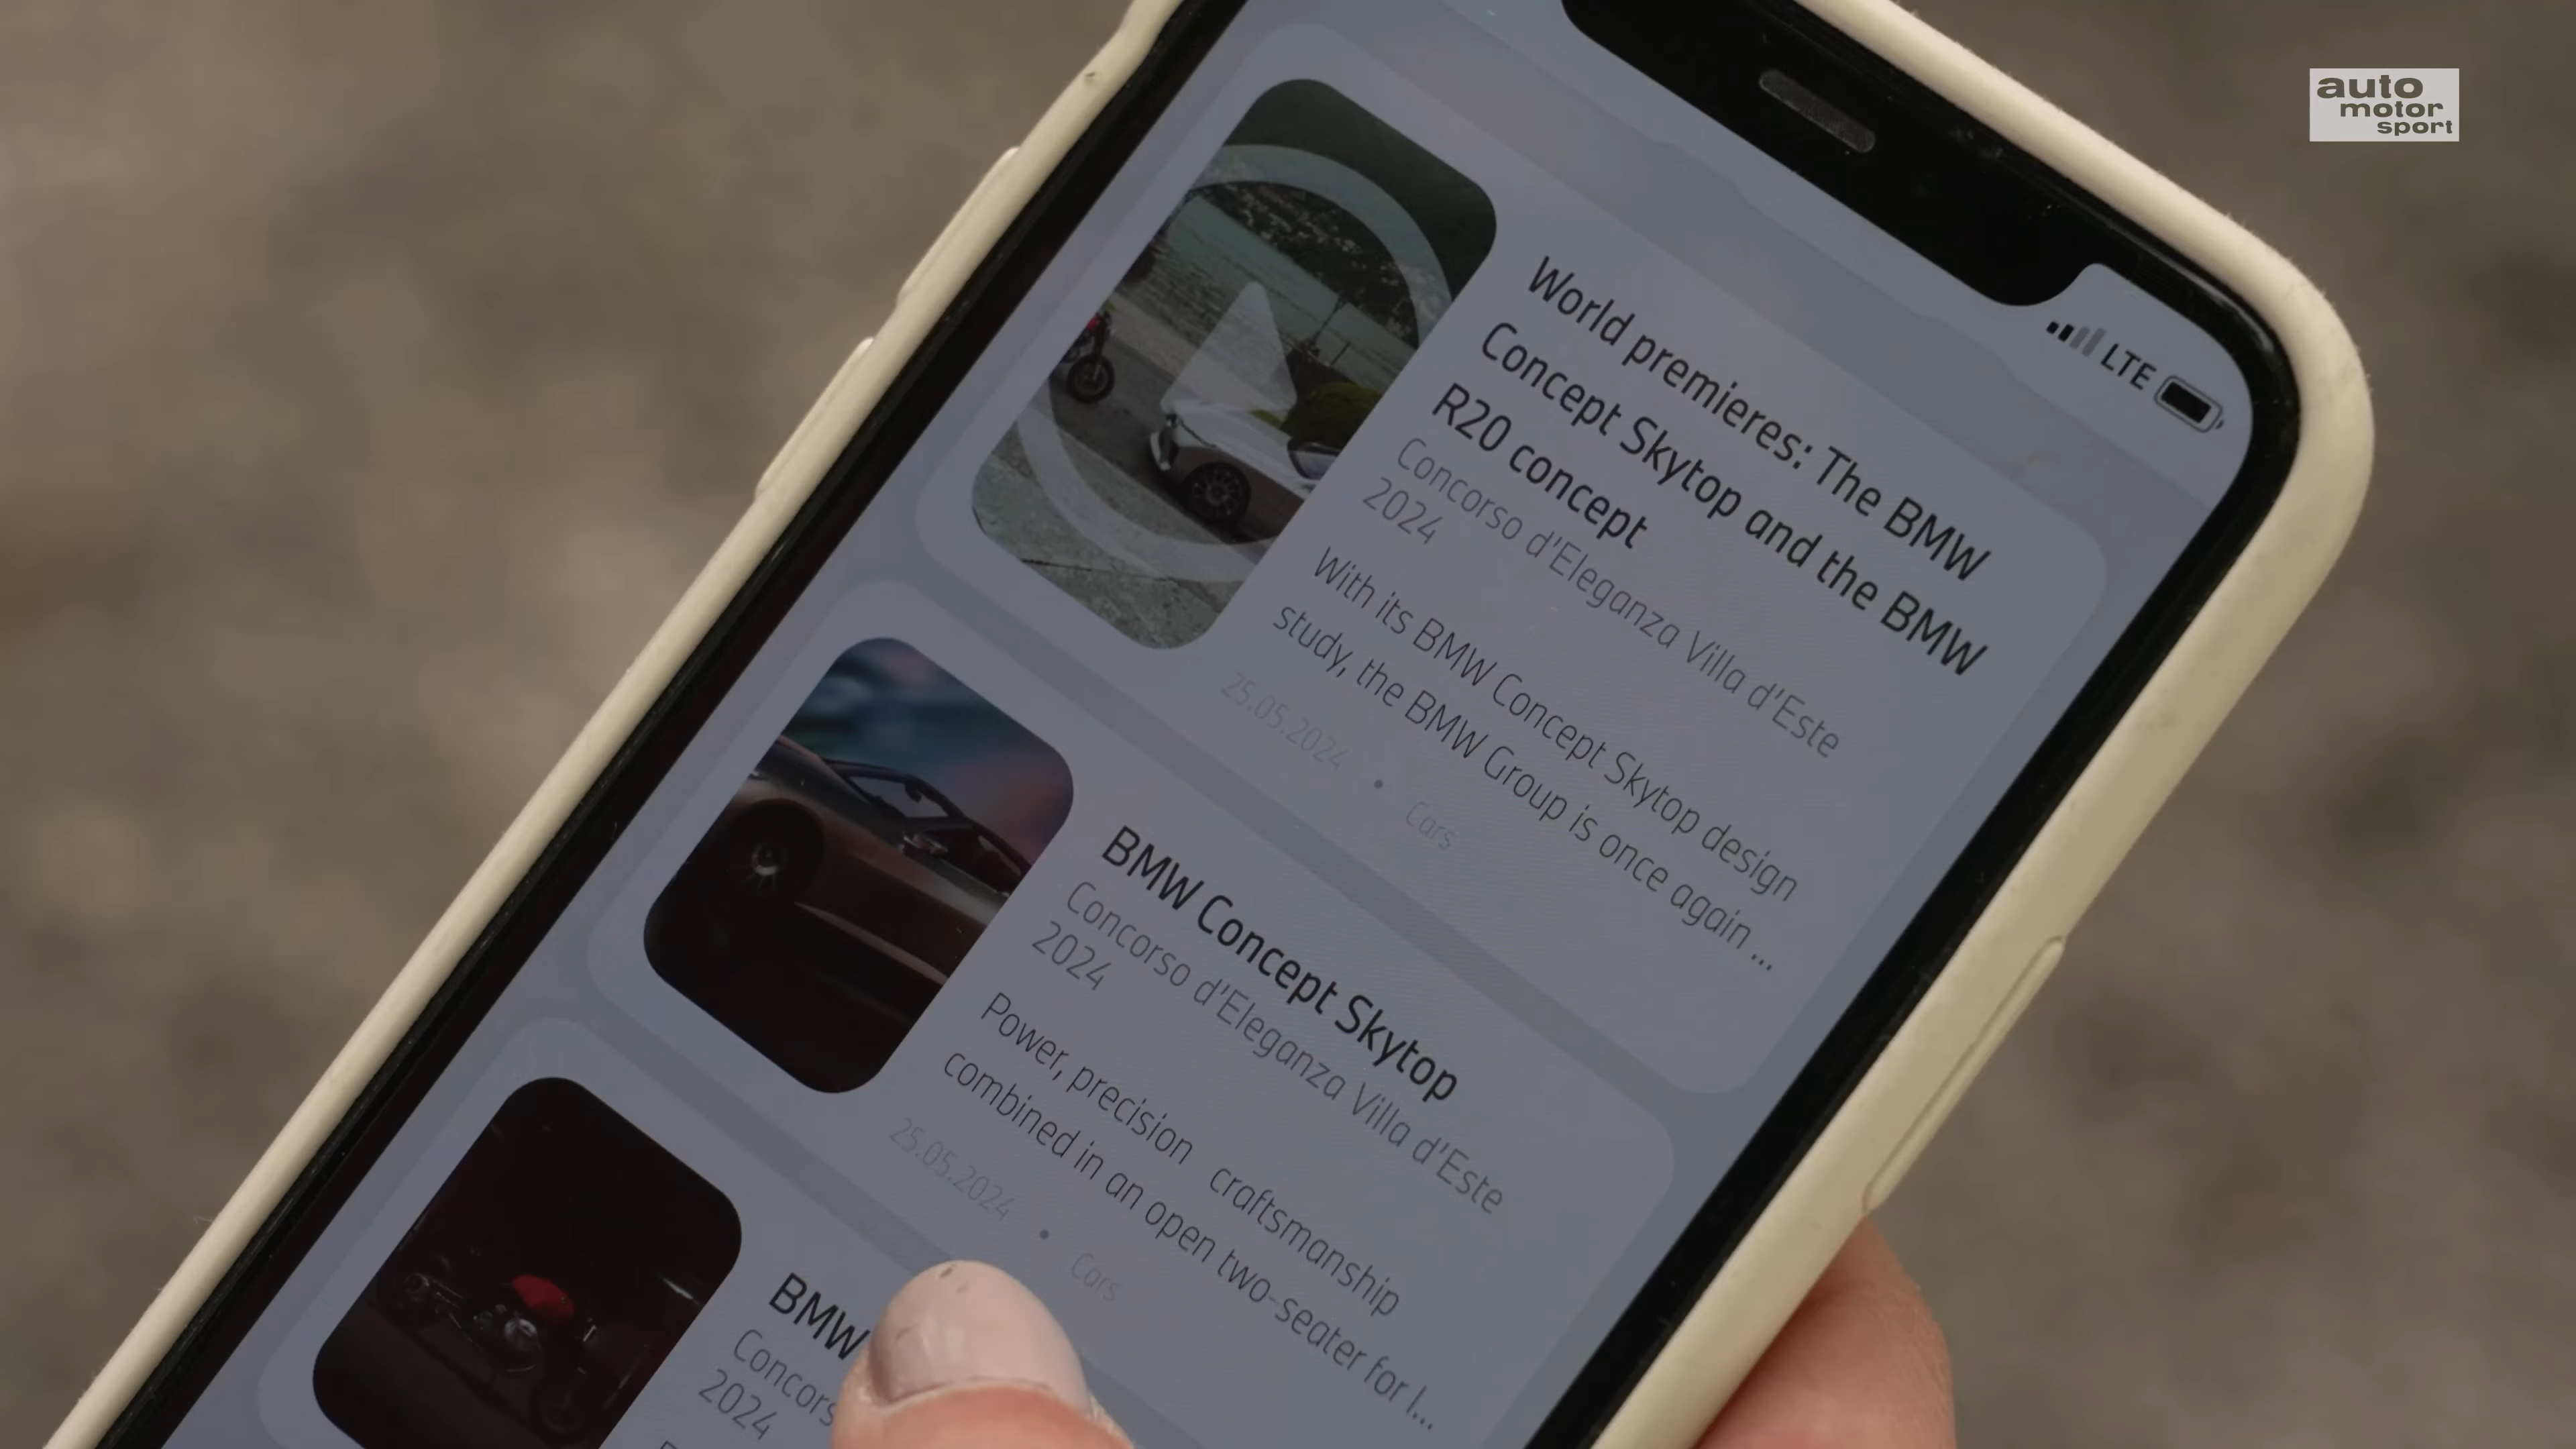 auto
motor
sport
LTE
World premieres: The BMW
Concept Skytop and the BMW
R20 concept
Concorso d'Eleganza Villa d'Este
2024
With its BMW Concept Skytop design
study, the BMW Group is once again ...
25.05.2024 • Cars
BMW Concept Skytop
Concorso d'Eleganza Villa d'Este
2024
Power, precision craftsmanship
combined in an open two-seater for l...
25.05.2024 • Cars
BMW
Concors
2024